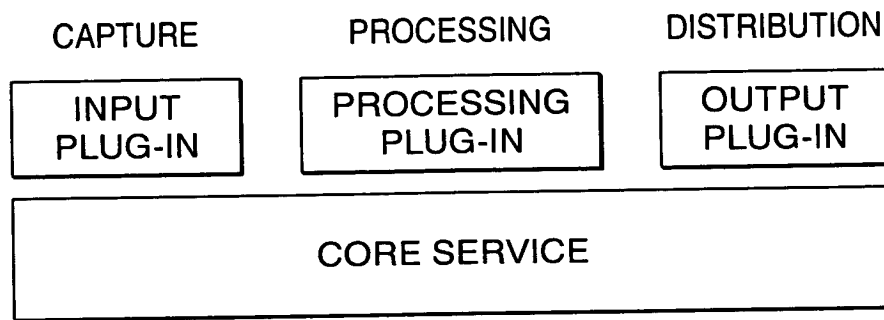 CAPTURE PROCESSING DISTRIBUTION
INPUT
PLUG-IN
PROCESSING
PLUG-IN
OUTPUT
PLUG-IN
CORE SERVICE